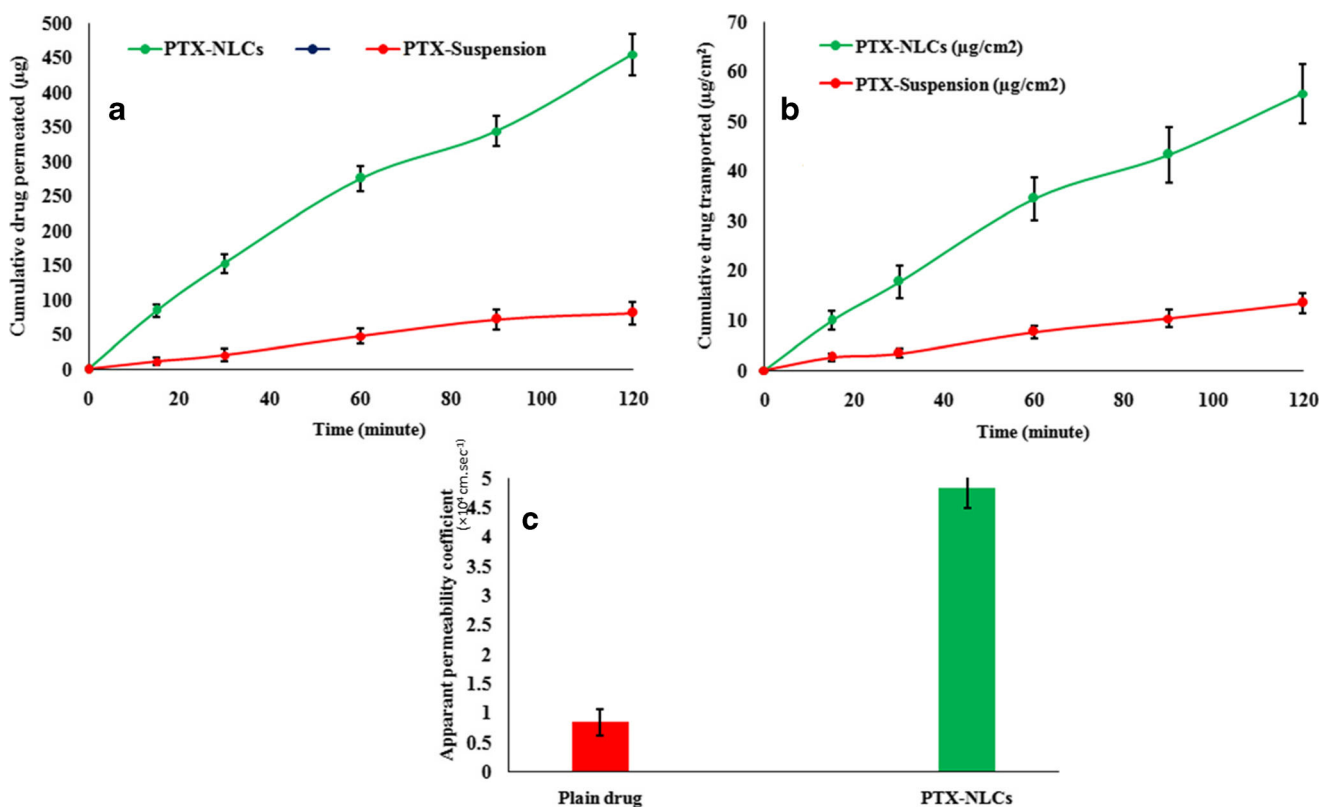 PTX-NLCs PTX-Suspension
a
Cumulative drug permeated (µg)
500
450
400
350
300
250
200
150
100
50
0
0 20 40 60 80 100 120
Time (minute)
PTX-NLCs (µg/cm2)
PTX-Suspension (µg/cm2)
b
Cumulative drug transported (µg/cm²)
70
60
50
40
30
20
10
0
0 20 40 60 80 100 120
Time (minute)
c
Apparant permeability coefficient
(×10⁴ cm.sec⁻¹)
5
4.5
4
3.5
3
2.5
2
1.5
1
0.5
0
Plain drug PTX-NLCs